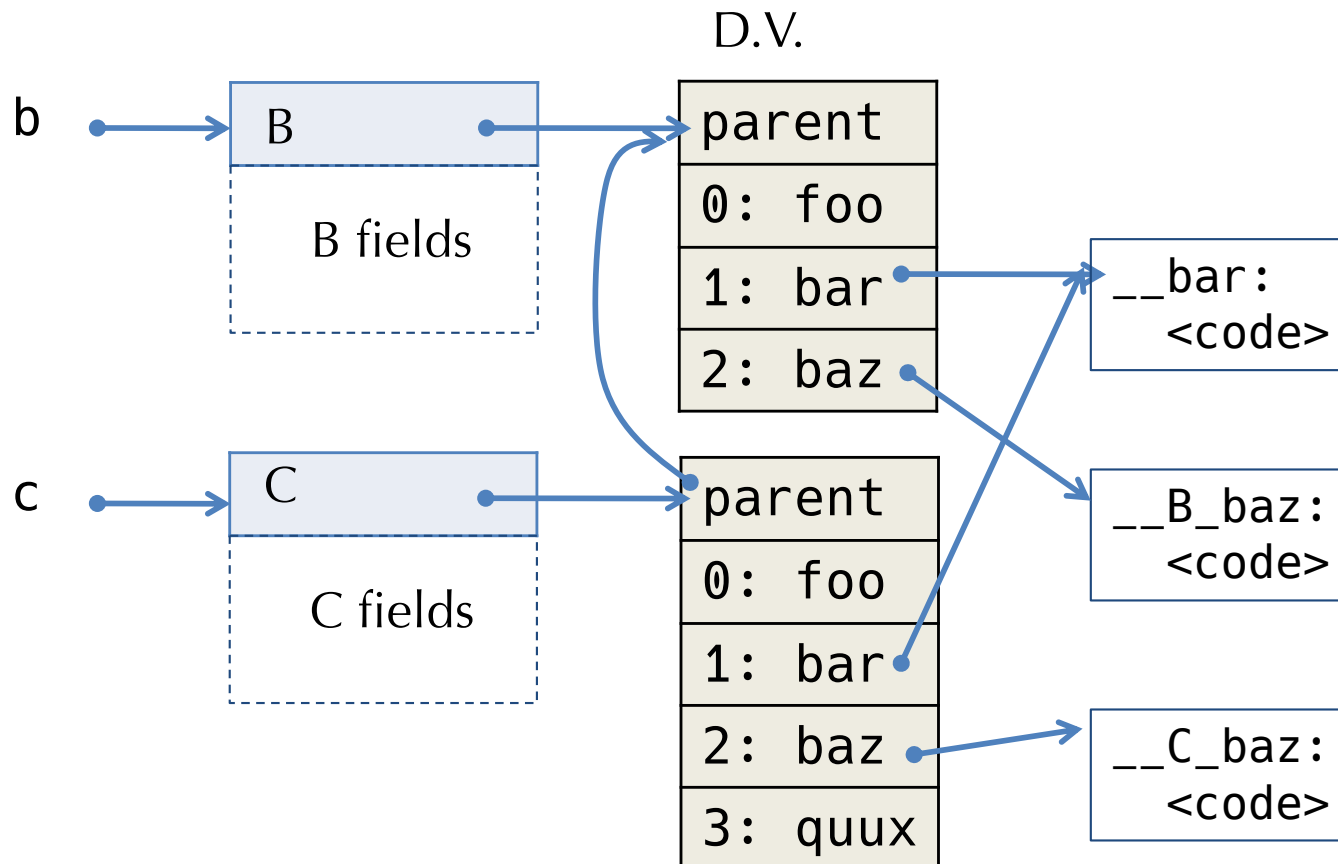 D.V.
b
B
B fields
parent
0: foo
1: bar
2: baz
__bar:
<code>
__B_baz:
<code>
c
C
C fields
parent
0: foo
1: bar
2: baz
3: quux
__C_baz:
<code>